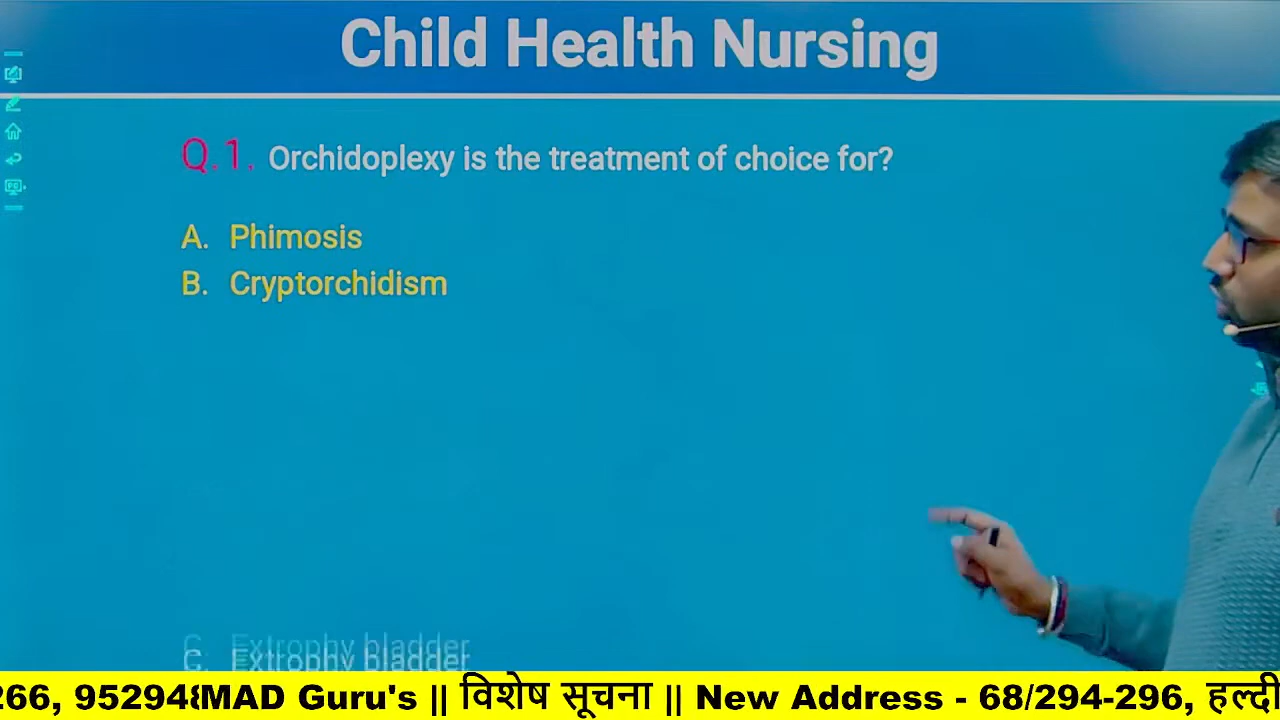 Child Health Nursing
Q.1. Orchidoplexy is the treatment of choice for?
A. Phimosis
B. Cryptorchidism
C. Extrophy bladder
266, 95294 MAD Guru's || विशेष सूचना || New Address - 68/294-296, हल्दी